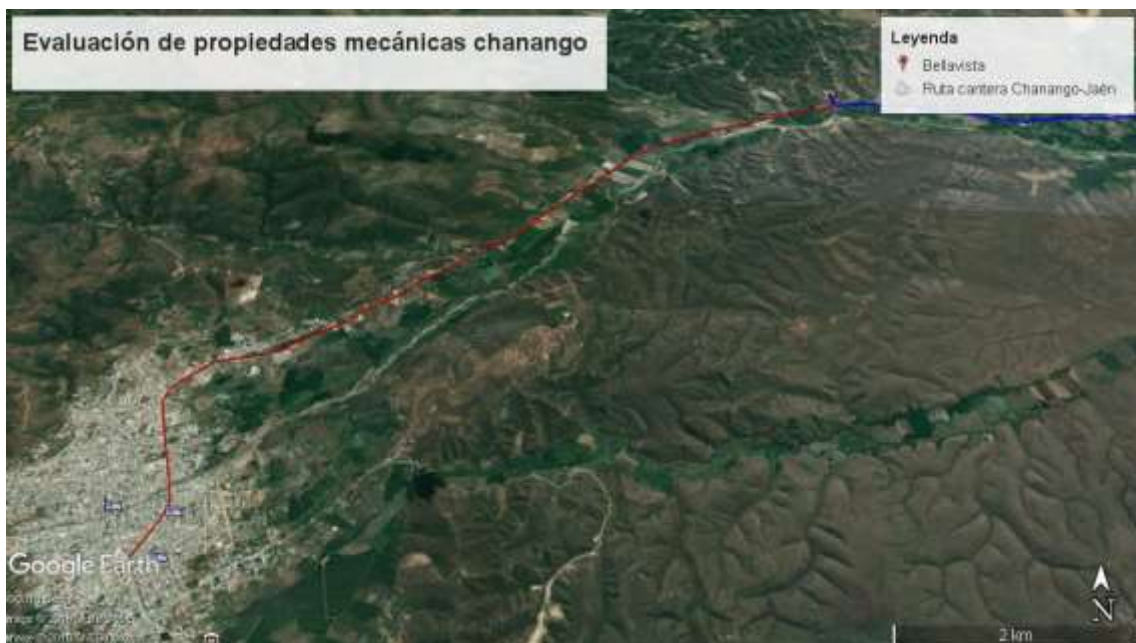 Evaluación de propiedades mecánicas chanango
Leyenda
Bellavista
Ruta cantera Chanango-Jaén
Google Earth
N
2 km